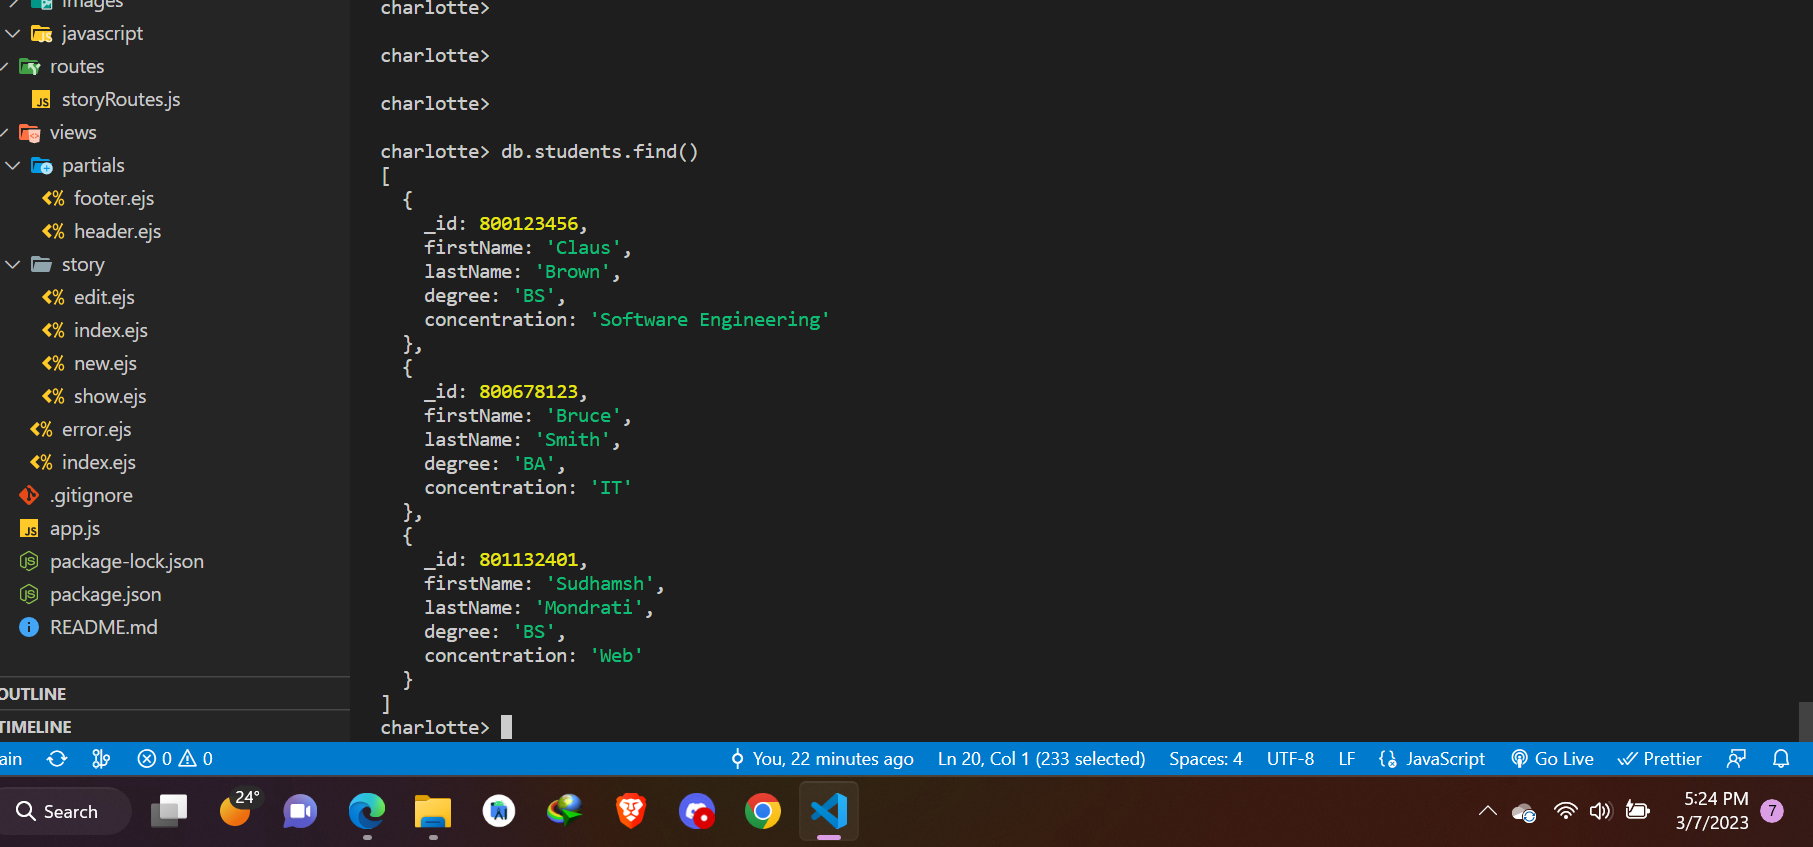 images
javascript
routes
storyRoutes.js
views
partials
footer.ejs
header.ejs
story
edit.ejs
index.ejs
new.ejs
show.ejs
error.ejs
index.ejs
.gitignore
app.js
package-lock.json
package.json
README.md
OUTLINE
TIMELINE
charlotte>
charlotte>
charlotte>
charlotte> db.students.find()
[
{
_id: 800123456,
firstName: 'Claus',
lastName: 'Brown',
degree: 'BS',
concentration: 'Software Engineering'
},
{
_id: 800678123,
firstName: 'Bruce',
lastName: 'Smith',
degree: 'BA',
concentration: 'IT'
},
{
_id: 801132401,
firstName: 'Sudhamsh',
lastName: 'Mondrati',
degree: 'BS',
concentration: 'Web'
}
]
charlotte>
ain 0 0 You, 22 minutes ago Ln 20, Col 1 (233 selected) Spaces: 4 UTF-8 LF JavaScript Go Live Prettier
Search 24° 5:24 PM 7
3/7/2023